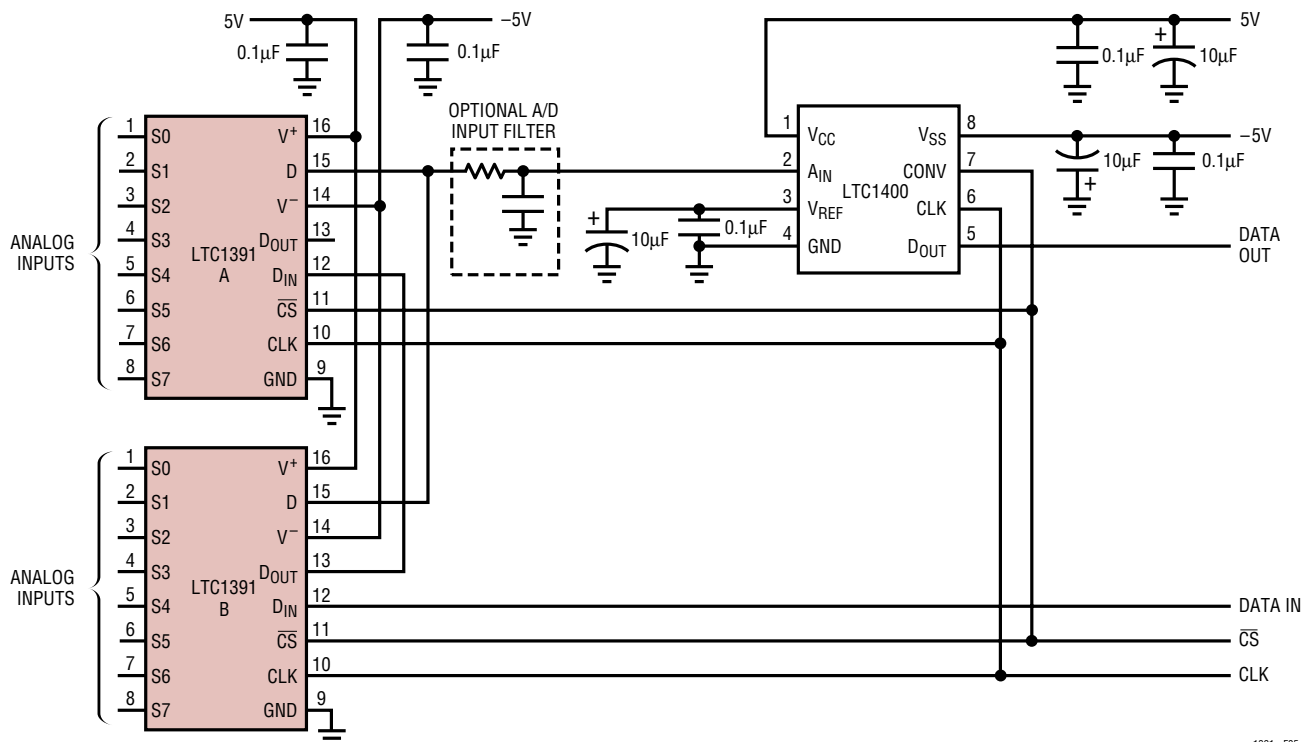 5V
–5V
5V
0.1µF
0.1µF
0.1µF
+
10µF
OPTIONAL A/D
INPUT FILTER
ANALOG
INPUTS
1 S0
2 S1
3 S2
4 S3
5 S4
6 S5
7 S6
8 S7
LTC1391
A
V+ 16
D 15
V– 14
DOUT 13
DIN 12
CS 11
CLK 10
GND 9
+
10µF
0.1µF
1 VCC
2 AIN
3 VREF
4 GND
LTC1400
VSS 8
CONV 7
CLK 6
DOUT 5
–5V
10µF
+
0.1µF
DATA
OUT
ANALOG
INPUTS
1 S0
2 S1
3 S2
4 S3
5 S4
6 S5
7 S6
8 S7
LTC1391
B
V+ 16
D 15
V– 14
DOUT 13
DIN 12
CS 11
CLK 10
GND 9
DATA IN
CS
CLK